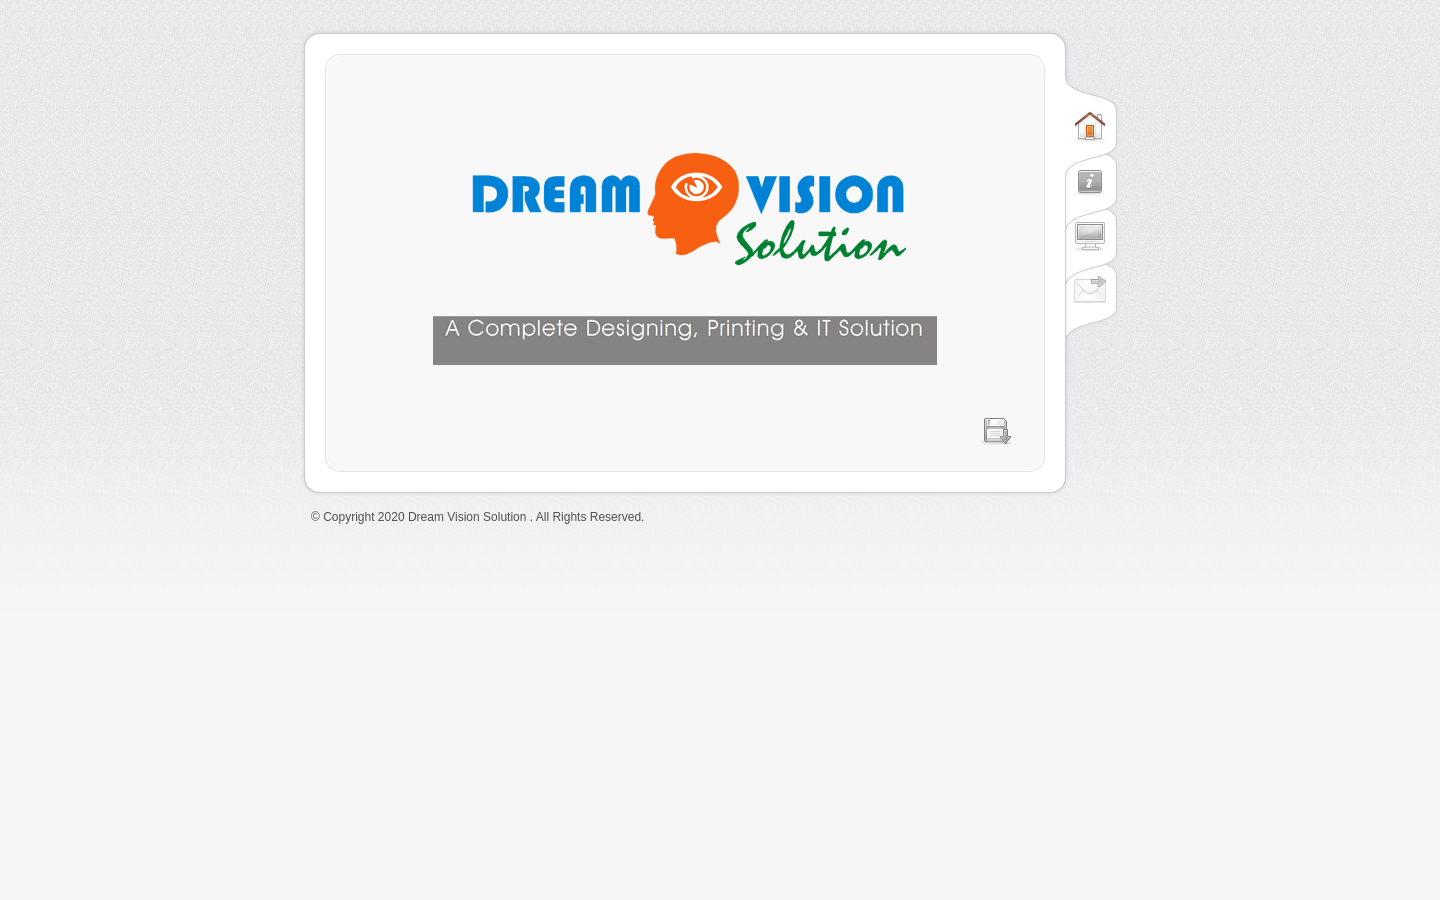 DREAM VISION
Solution
A Complete Designing, Printing & IT Solution
© Copyright 2020 Dream Vision Solution . All Rights Reserved.